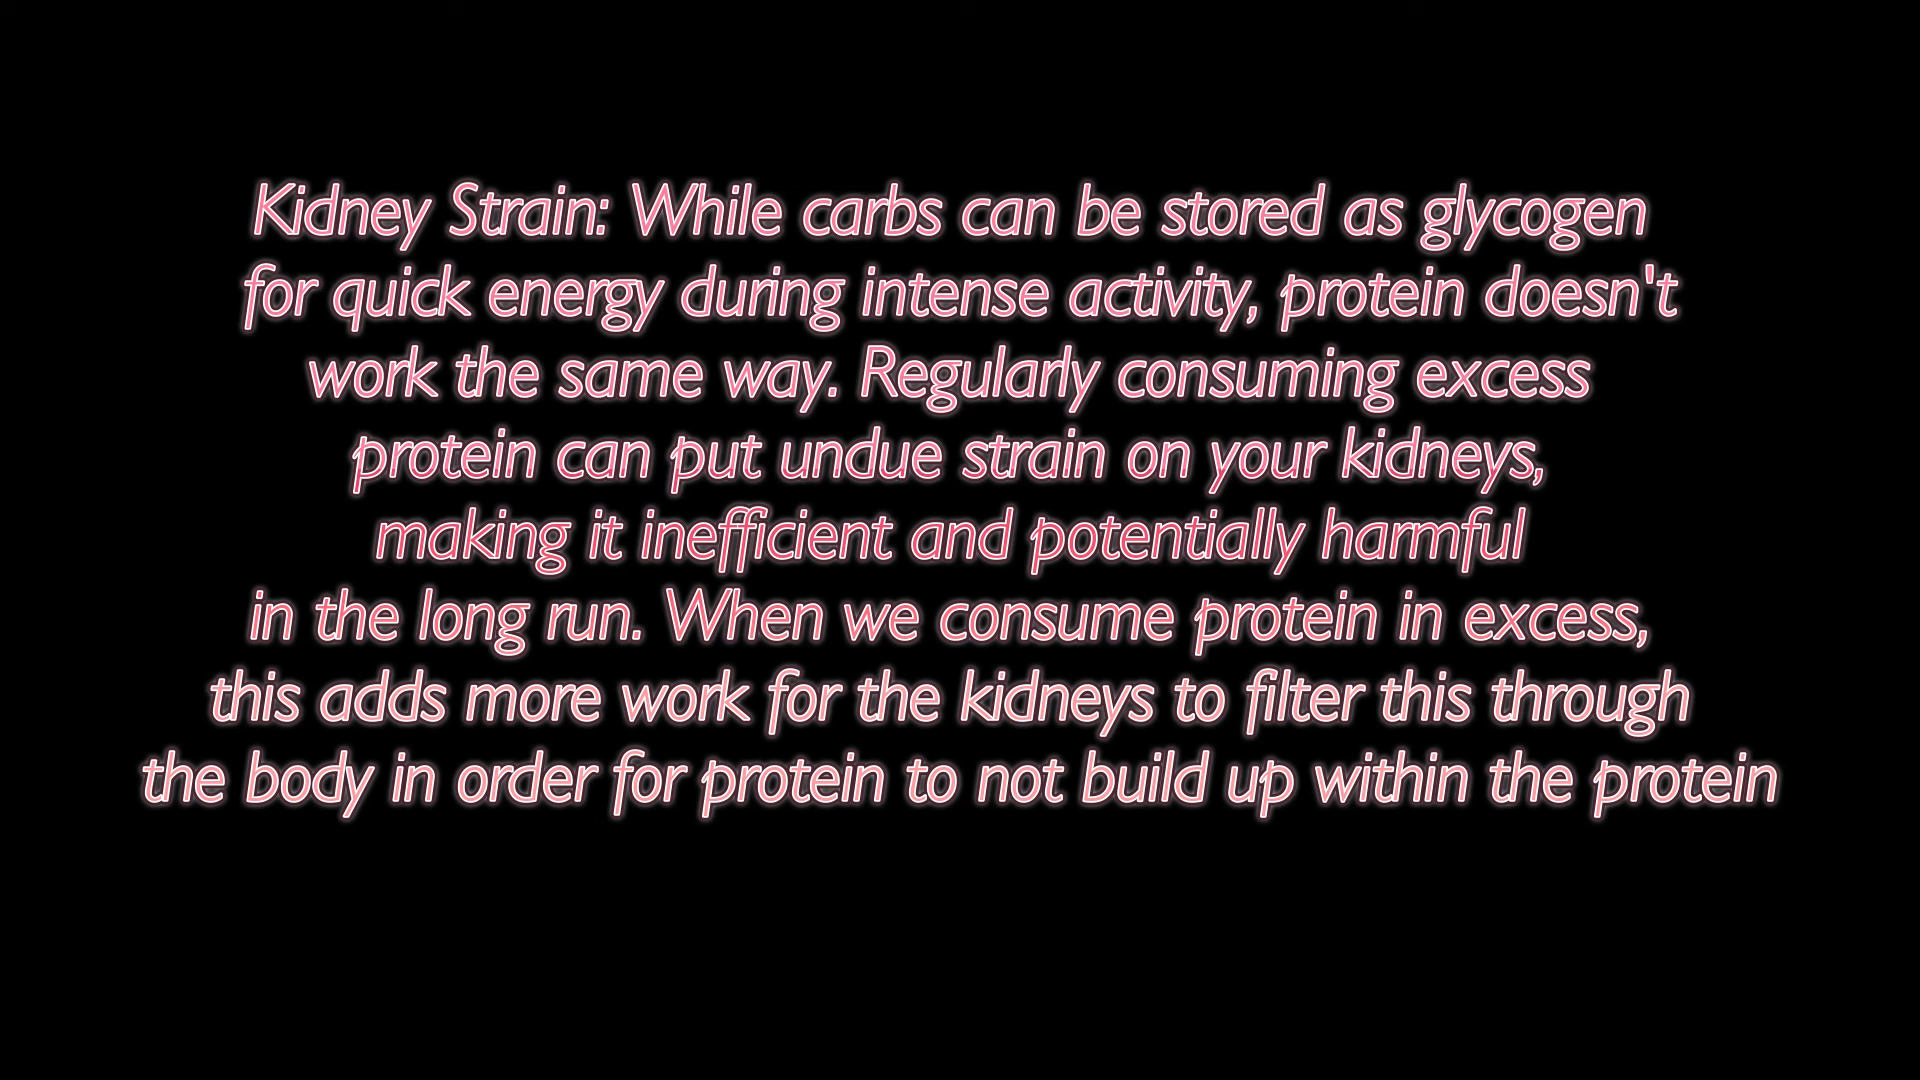 Kidney Strain: While carbs can be stored as glycogen
for quick energy during intense activity, protein doesn't
work the same way. Regularly consuming excess
protein can put undue strain on your kidneys,
making it inefficient and potentially harmful
in the long run. When we consume protein in excess,
this adds more work for the kidneys to filter this through
the body in order for protein to not build up within the protein